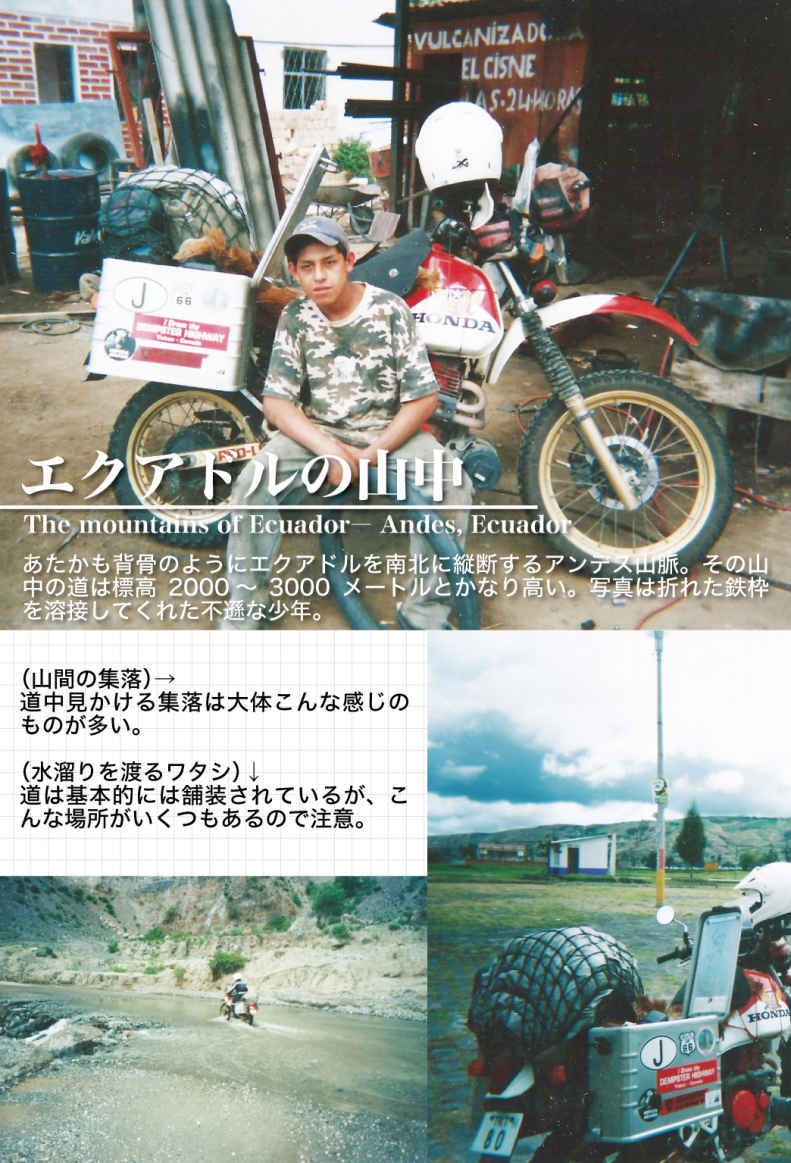 VULCANIZADO
EL CISNE
24 HORAS
J
66
I Drove the
DEMPSTER HIGHWAY
Yukon - Canada
HONDA
エクアドルの山中
The mountains of Ecuador— Andes, Ecuador
あたかも背骨のようにエクアドルを南北に縦断するアンデス山脈。その山
中の道は標高 2000 ～ 3000 メートルとかなり高い。写真は折れた鉄枠
を溶接してくれた不遜な少年。
（山間の集落）→
道中見かける集落は大体こんな感じの
ものが多い。
（水溜りを渡るワタシ）↓
道は基本的には舗装されているが、こ
んな場所がいくつもあるので注意。
HONDA
J
66
I Drove the
DEMPSTER HIGHWAY
Yukon - Canada
80